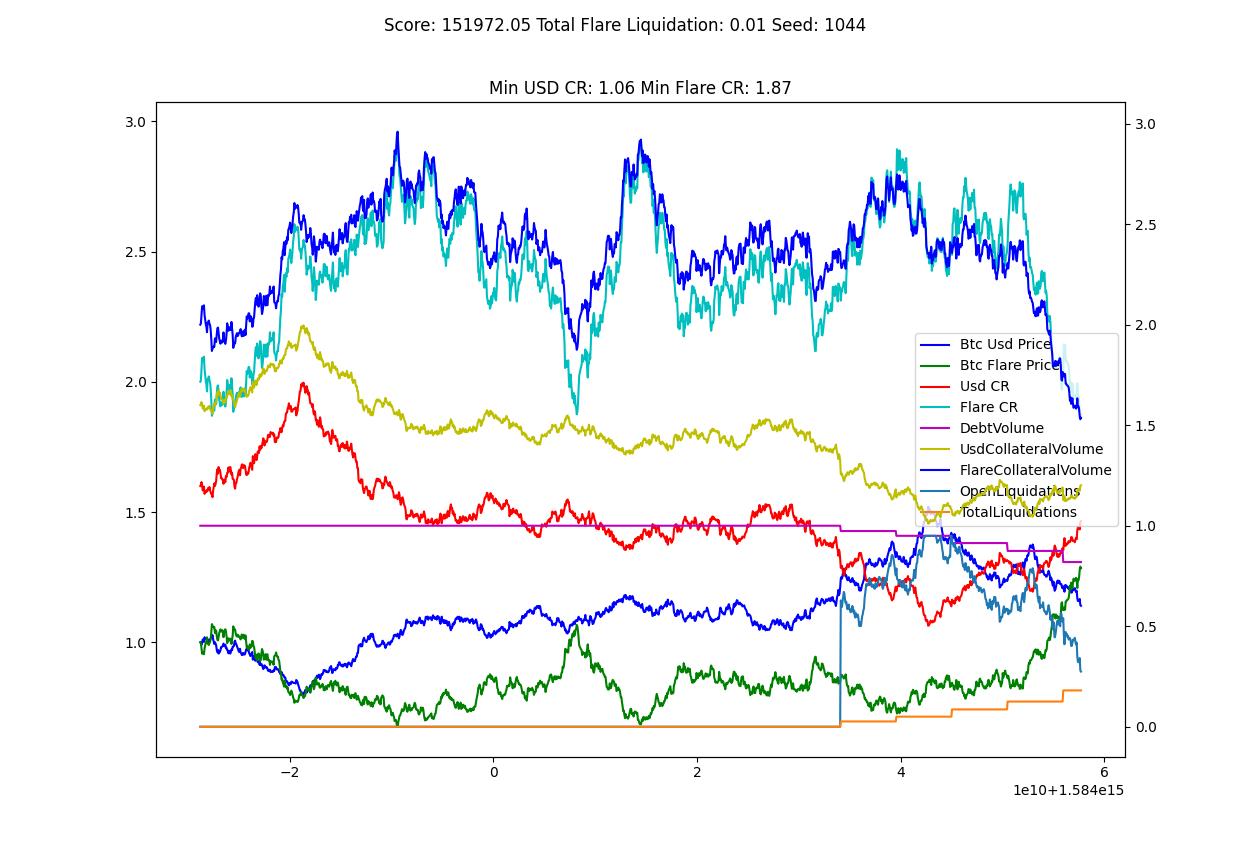 Score: 151972.05 Total Flare Liquidation: 0.01 Seed: 1044
Min USD CR: 1.06 Min Flare CR: 1.87
3.0
2.5
2.0
1.5
1.0
3.0
2.5
2.0
1.5
1.0
0.5
0.0
Btc Usd Price
Btc Flare Price
Usd CR
Flare CR
DebtVolume
UsdCollateralVolume
FlareCollateralVolume
OpenLiquidations
TotalLiquidations
−2 0 2 4 6
1e10+1.584e15